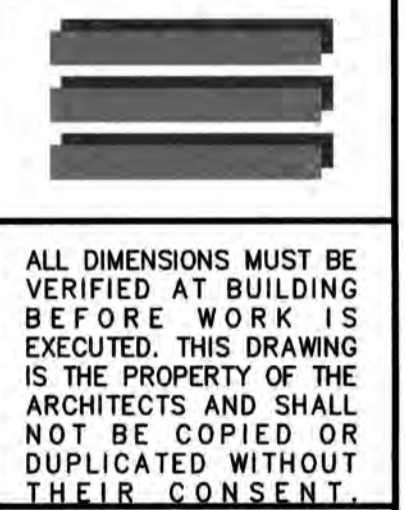 ALL DIMENSIONS MUST BE
VERIFIED AT BUILDING
BEFORE WORK IS
EXECUTED. THIS DRAWING
IS THE PROPERTY OF THE
ARCHITECTS AND SHALL
NOT BE COPIED OR
DUPLICATED WITHOUT
THEIR CONSENT.